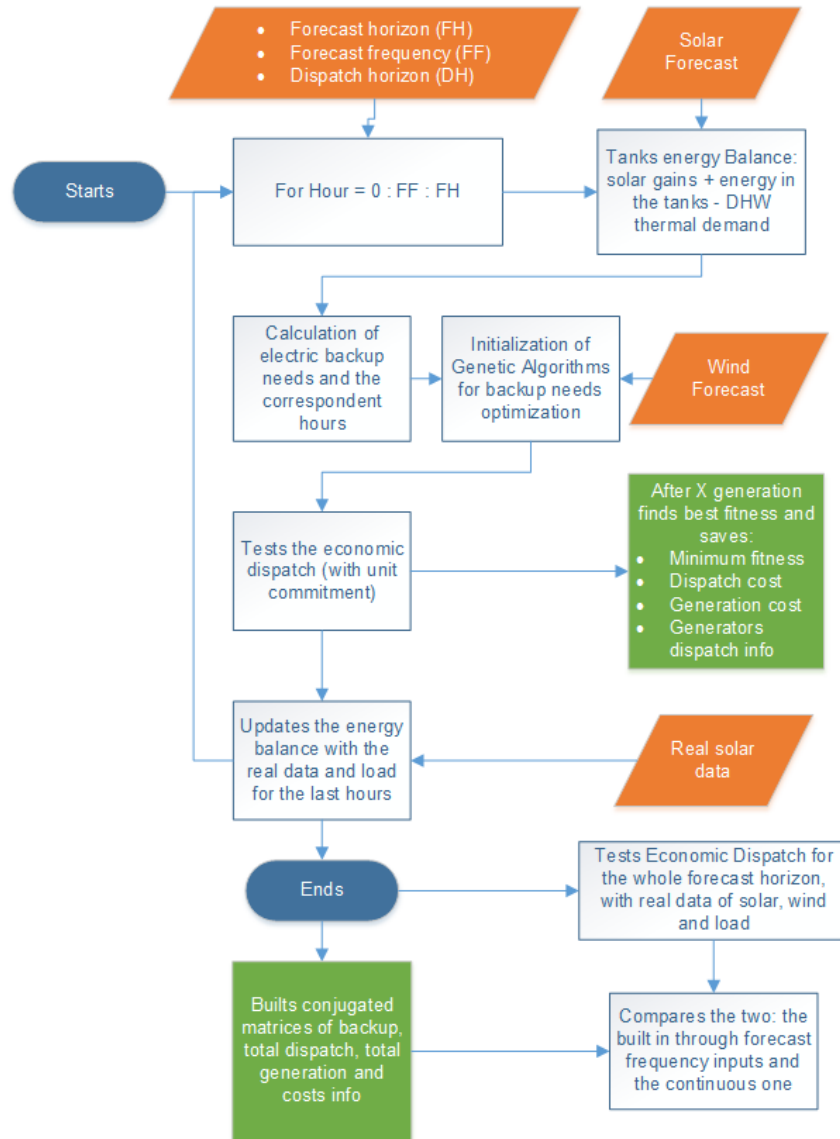 • Forecast horizon (FH)
• Forecast frequency (FF)
• Dispatch horizon (DH)
Solar
Forecast
Starts
For Hour = 0 : FF : FH
Tanks energy Balance:
solar gains + energy in
the tanks - DHW
thermal demand
Calculation of
electric backup
needs and the
correspondent
hours
Initialization of
Genetic Algorithms
for backup needs
optimization
Wind
Forecast
Tests the economic
dispatch (with unit
commitment)
After X generation
finds best fitness and
saves:
• Minimum fitness
• Dispatch cost
• Generation cost
• Generators
dispatch info
Updates the energy
balance with the
real data and load
for the last hours
Real solar
data
Ends
Tests Economic Dispatch for
the whole forecast horizon,
with real data of solar, wind
and load
Builts conjugated
matrices of backup,
total dispatch, total
generation and
costs info
Compares the two: the
built in through forecast
frequency inputs and
the continuous one